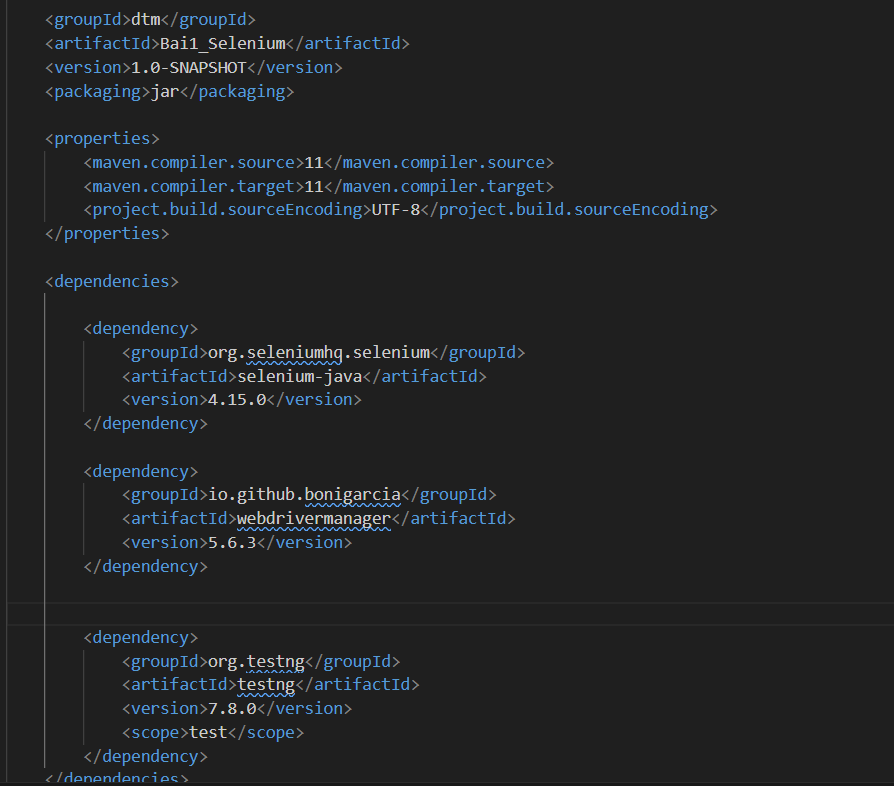 <groupId>dtm</groupId>
<artifactId>Bai1_Selenium</artifactId>
<version>1.0-SNAPSHOT</version>
<packaging>jar</packaging>
<properties>
<maven.compiler.source>11</maven.compiler.source>
<maven.compiler.target>11</maven.compiler.target>
<project.build.sourceEncoding>UTF-8</project.build.sourceEncoding>
</properties>
<dependencies>
<dependency>
<groupId>org.seleniumhq.selenium</groupId>
<artifactId>selenium-java</artifactId>
<version>4.15.0</version>
</dependency>
<dependency>
<groupId>io.github.bonigarcia</groupId>
<artifactId>webdrivermanager</artifactId>
<version>5.6.3</version>
</dependency>
<dependency>
<groupId>org.testng</groupId>
<artifactId>testng</artifactId>
<version>7.8.0</version>
<scope>test</scope>
</dependency>
</dependencies>